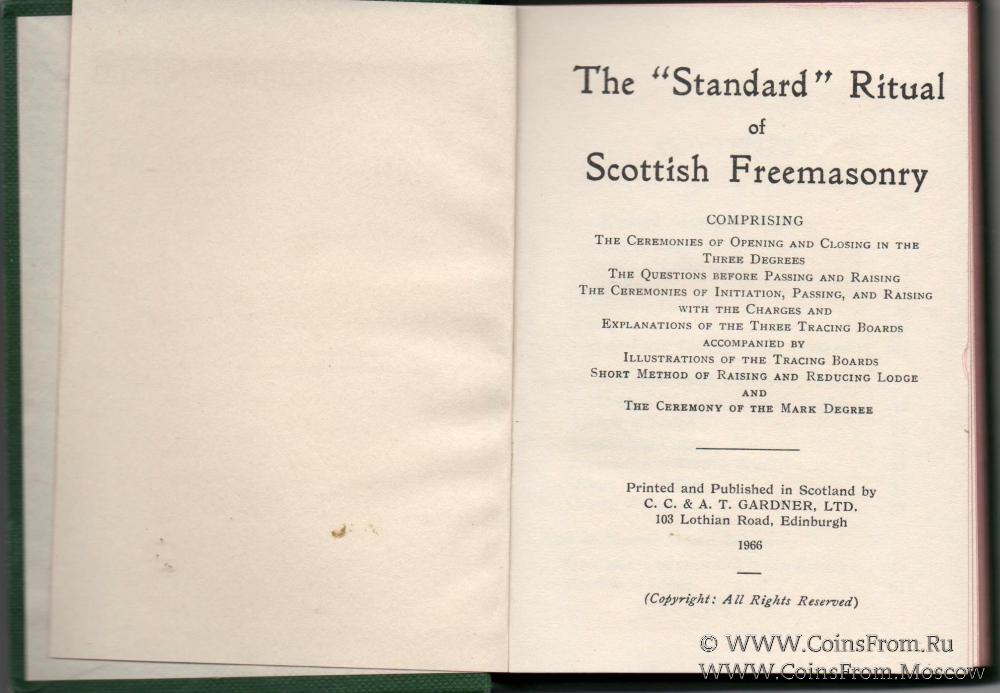 The “Standard” Ritual
of
Scottish Freemasonry
COMPRISING
The Ceremonies of Opening and Closing in the
Three Degrees
The Questions before Passing and Raising
The Ceremonies of Initiation, Passing, and Raising
with the Charges and
Explanations of the Three Tracing Boards
accompanied by
Illustrations of the Tracing Boards
Short Method of Raising and Reducing Lodge
and
The Ceremony of the Mark Degree
Printed and Published in Scotland by
C. C. & A. T. GARDNER, LTD.
103 Lothian Road, Edinburgh
1966
(Copyright: All Rights Reserved)
© WWW.CoinsFrom.Ru
WWW.CoinsFrom.Moscow